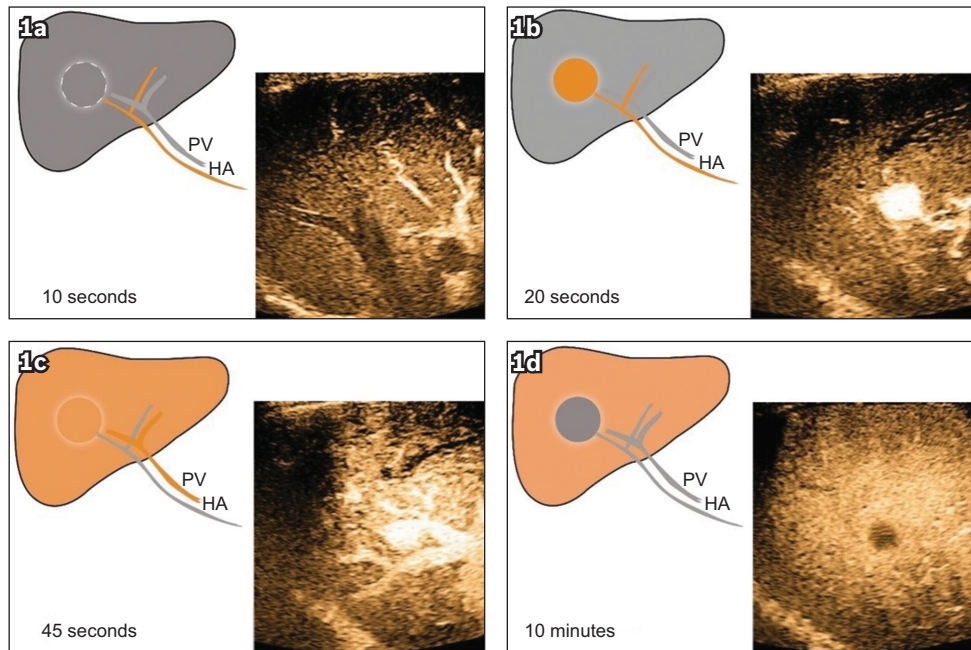 1a
PV
HA
10 seconds
1b
PV
HA
20 seconds
1c
PV
HA
45 seconds
1d
PV
HA
10 minutes